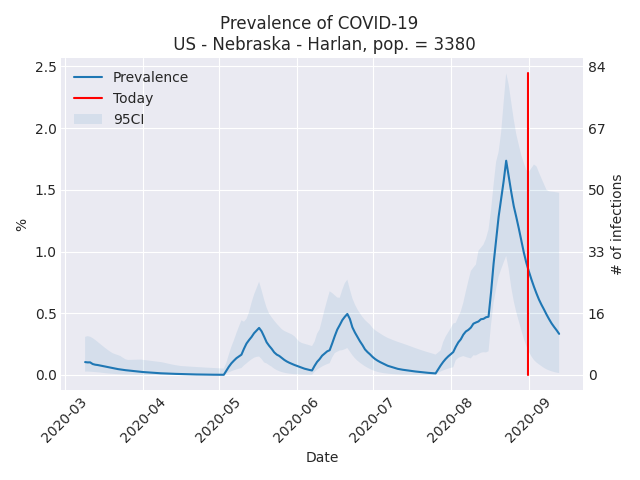 Prevalence of COVID-19
US - Nebraska - Harlan, pop. = 3380
Prevalence
Today
95CI
2.5
2.0
1.5
1.0
0.5
0.0
%
84
67
50
33
16
0
# of infections
2020-03
2020-04
2020-05
2020-06
2020-07
2020-08
2020-09
Date